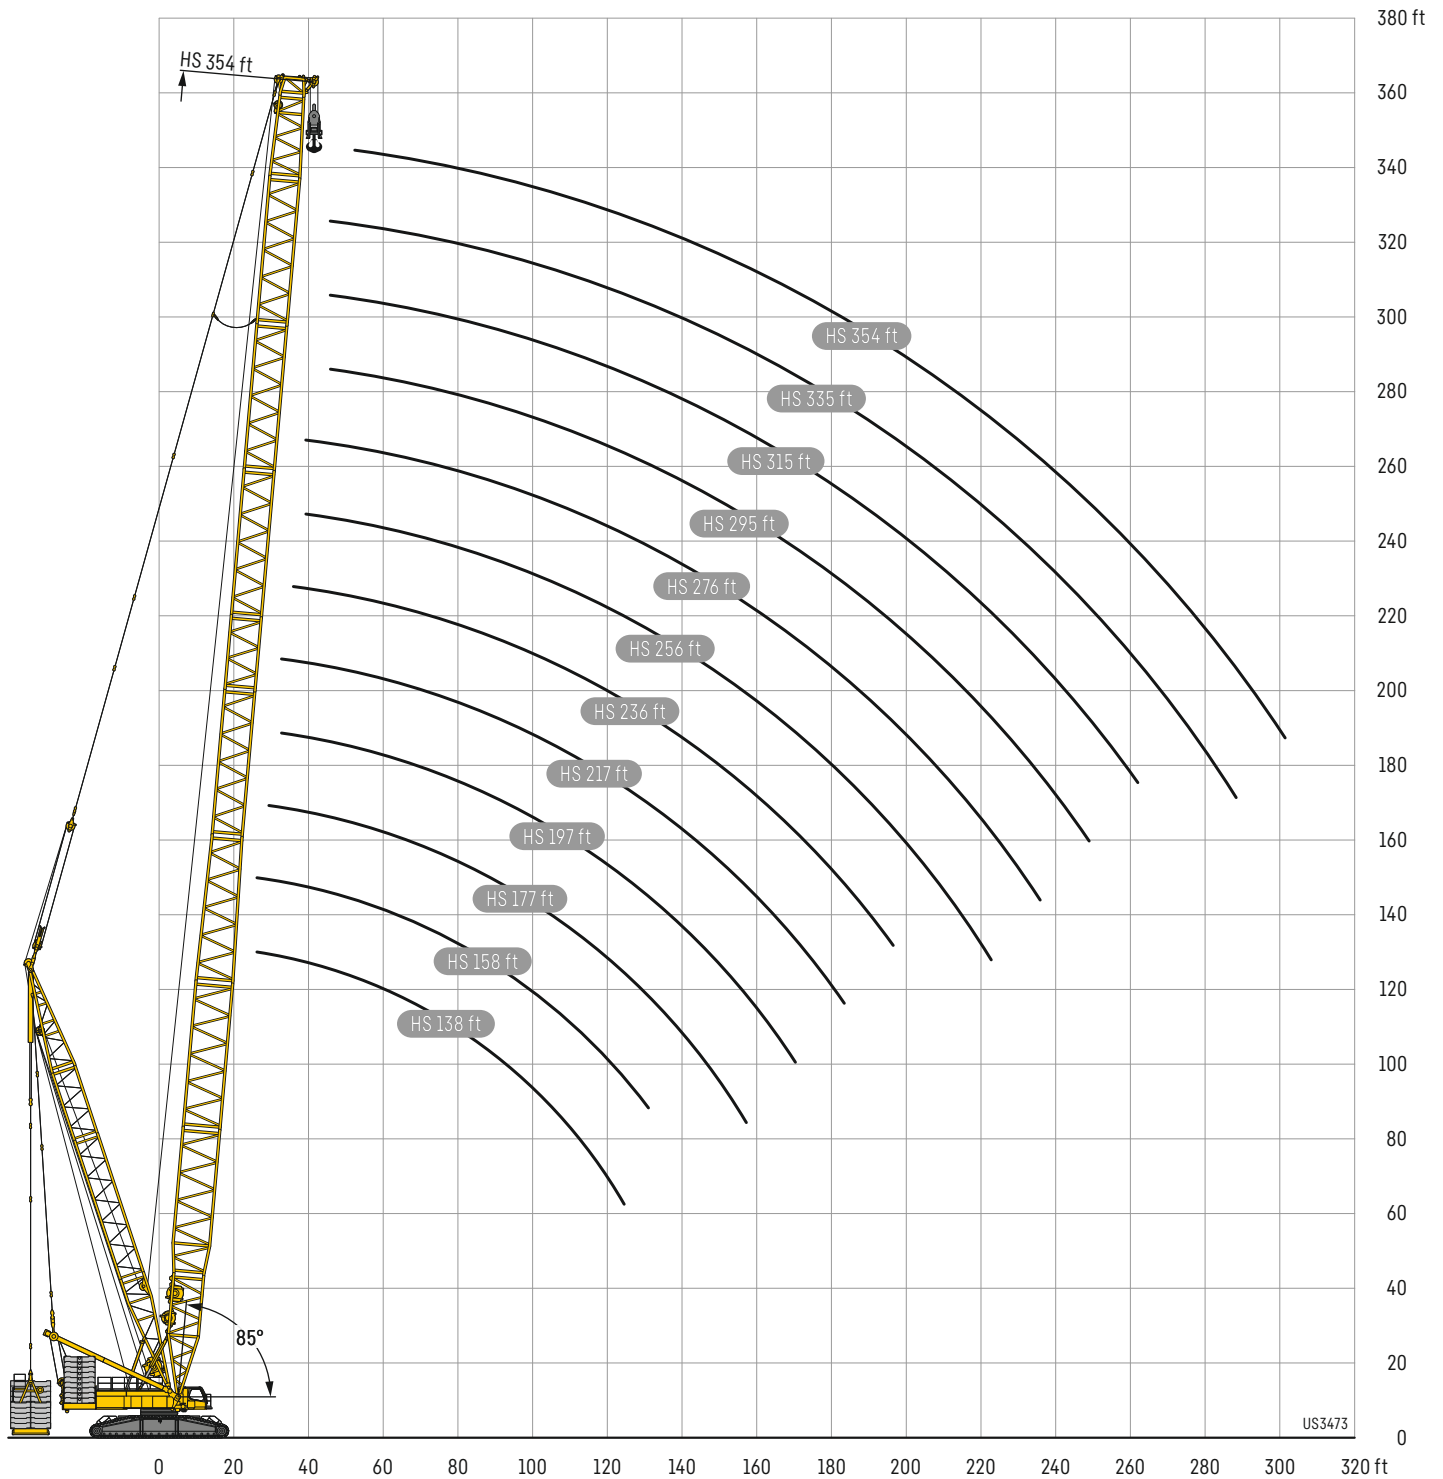 380 ft
HS 354 ft
360
340
320
300
HS 354 ft
280
HS 335 ft
260
HS 315 ft
240
HS 295 ft
220
HS 276 ft
HS 256 ft
200
HS 236 ft
180
HS 217 ft
160
HS 197 ft
HS 177 ft
140
HS 158 ft
120
HS 138 ft
100
80
60
40
85°
20
US3473
0
0 20 40 60 80 100 120 140 160 180 200 220 240 260 280 300 320 ft